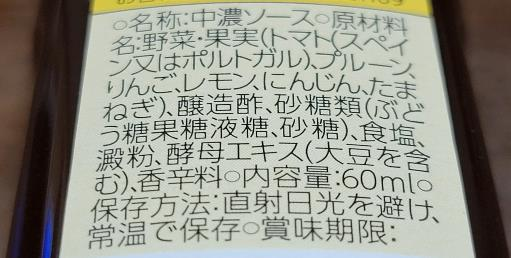 ○名称:中濃ソース○原材料
名:野菜・果実(トマト(スペイ
ン又はポルトガル)、プルーン、
りんご、レモン、にんじん、たま
ねぎ)、醸造酢、砂糖類(ぶど
う糖果糖液糖、砂糖)、食塩、
澱粉、酵母エキス(大豆を含
む)、香辛料○内容量:60ml○
保存方法:直射日光を避け、
常温で保存○賞味期限: